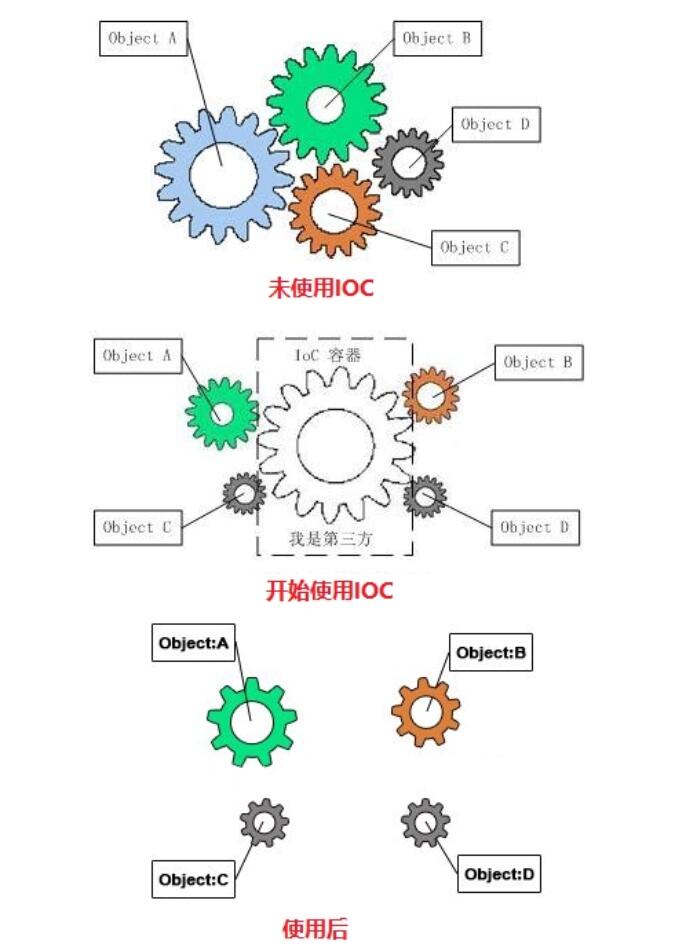 Object A
Object B
Object D
Object C
未使用IOC
IoC 容器
Object A
Object B
Object C
Object D
我是第三方
开始使用IOC
Object:A
Object:B
Object:C
Object:D
使用后